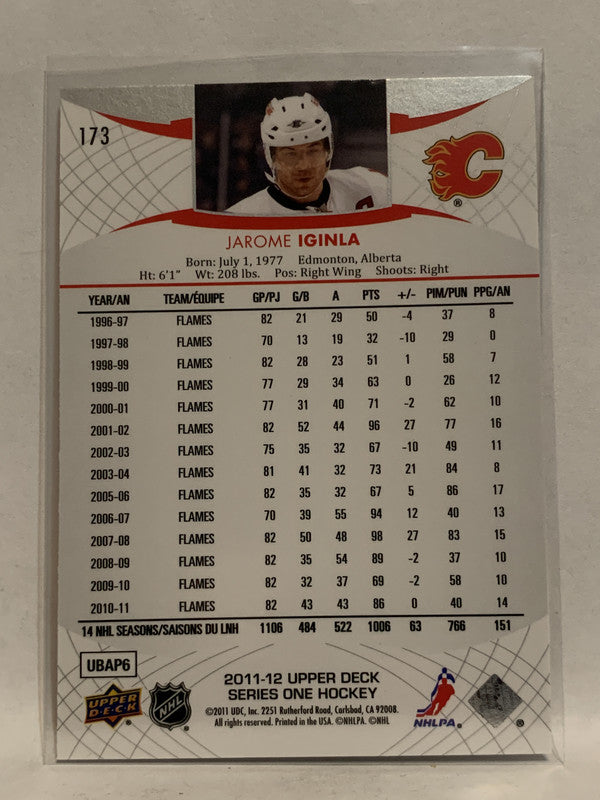 173
C
®
JAROME IGINLA
Born: July 1, 1977 Edmonton, Alberta
Ht: 6'1" Wt: 208 lbs. Pos: Right Wing Shoots: Right
YEAR/AN TEAM/ÉQUIPE GP/PJ G/B A PTS +/- PIM/PUN PPG/AN
1996-97 FLAMES 82 21 29 50 -4 37 8
1997-98 FLAMES 70 13 19 32 -10 29 0
1998-99 FLAMES 82 28 23 51 1 58 7
1999-00 FLAMES 77 29 34 63 0 26 12
2000-01 FLAMES 77 31 40 71 -2 62 10
2001-02 FLAMES 82 52 44 96 27 77 16
2002-03 FLAMES 75 35 32 67 -10 49 11
2003-04 FLAMES 81 41 32 73 21 84 8
2005-06 FLAMES 82 35 32 67 5 86 17
2006-07 FLAMES 70 39 55 94 12 40 13
2007-08 FLAMES 82 50 48 98 27 83 15
2008-09 FLAMES 82 35 54 89 -2 37 10
2009-10 FLAMES 82 32 37 69 -2 58 10
2010-11 FLAMES 82 43 43 86 0 40 14
14 NHL SEASONS/SAISONS DU LNH 1106 484 522 1006 63 766 151
UBAP6
UPPER DECK
NHL
2011-12 UPPER DECK
SERIES ONE HOCKEY
©2011 UDC, Inc. 2251 Rutherford Road, Carlsbad, CA 92008.
All rights reserved. Printed in the USA. ©NHLPA. ©NHL
NHLPA
®